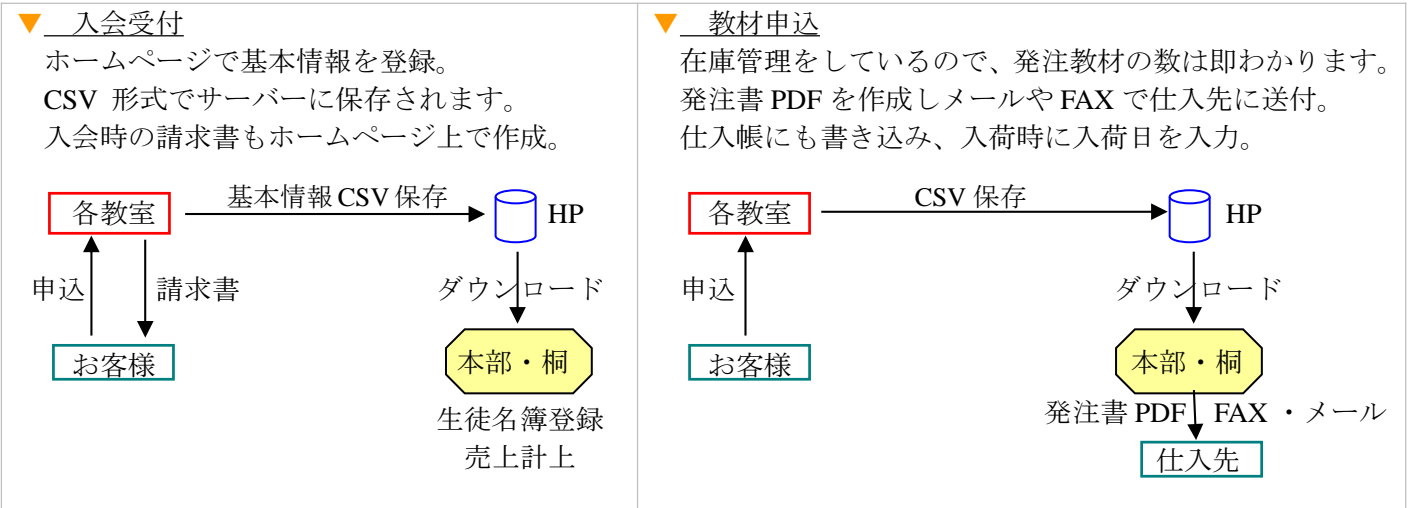 ▼ 入会受付
ホームページで基本情報を登録。
CSV 形式でサーバーに保存されます。
入会時の請求書もホームページ上で作成。
各教室
基本情報 CSV 保存
HP
申込
請求書
ダウンロード
お客様
本部・桐
生徒名簿登録
売上計上
▼ 教材申込
在庫管理をしているので、発注教材の数は即わかります。
発注書 PDF を作成しメールや FAX で仕入先に送付。
仕入帳にも書き込み、入荷時に入荷日を入力。
各教室
CSV 保存
HP
申込
ダウンロード
お客様
本部・桐
発注書 PDF FAX ・メール
仕入先